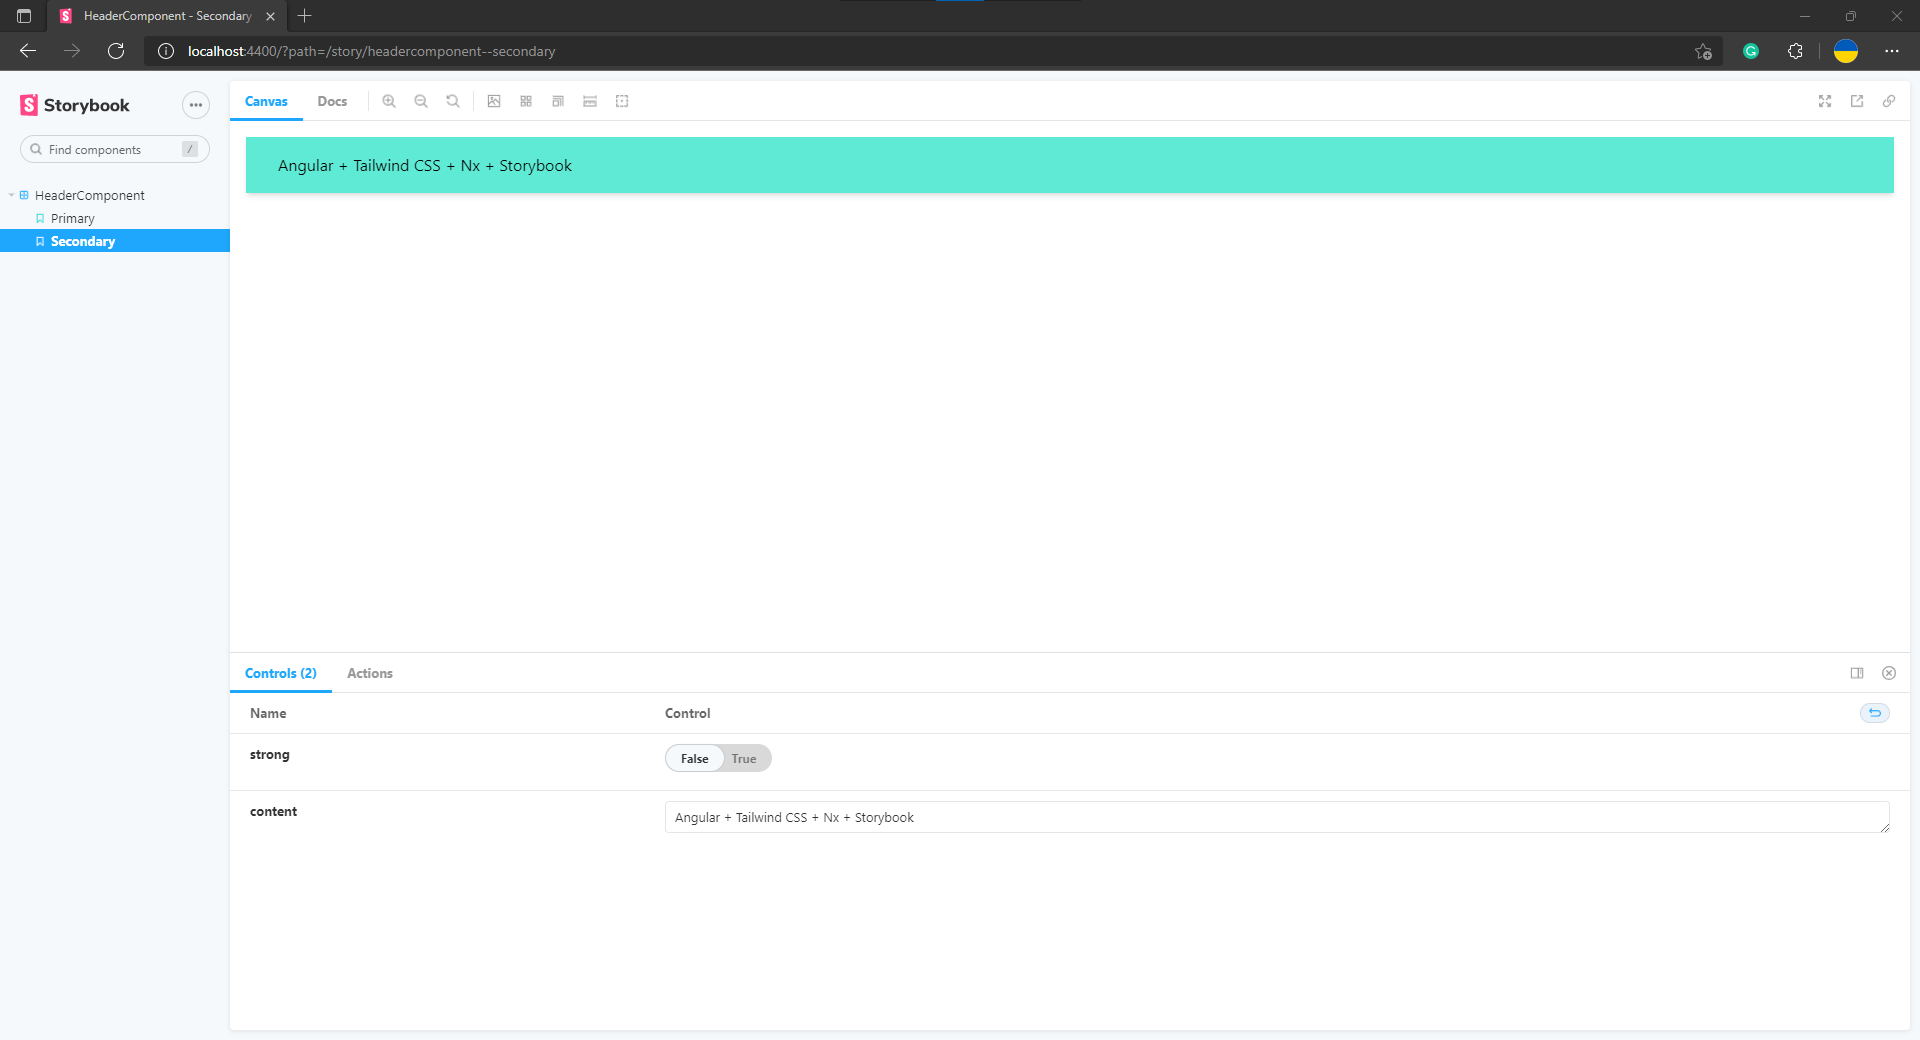 HeaderComponent - Secondary
localhost:4400/?path=/story/headercomponent--secondary
Storybook
Find components /
HeaderComponent
Primary
Secondary
Canvas Docs
Angular + Tailwind CSS + Nx + Storybook
Controls (2) Actions
Name Control
strong False True
content Angular + Tailwind CSS + Nx + Storybook